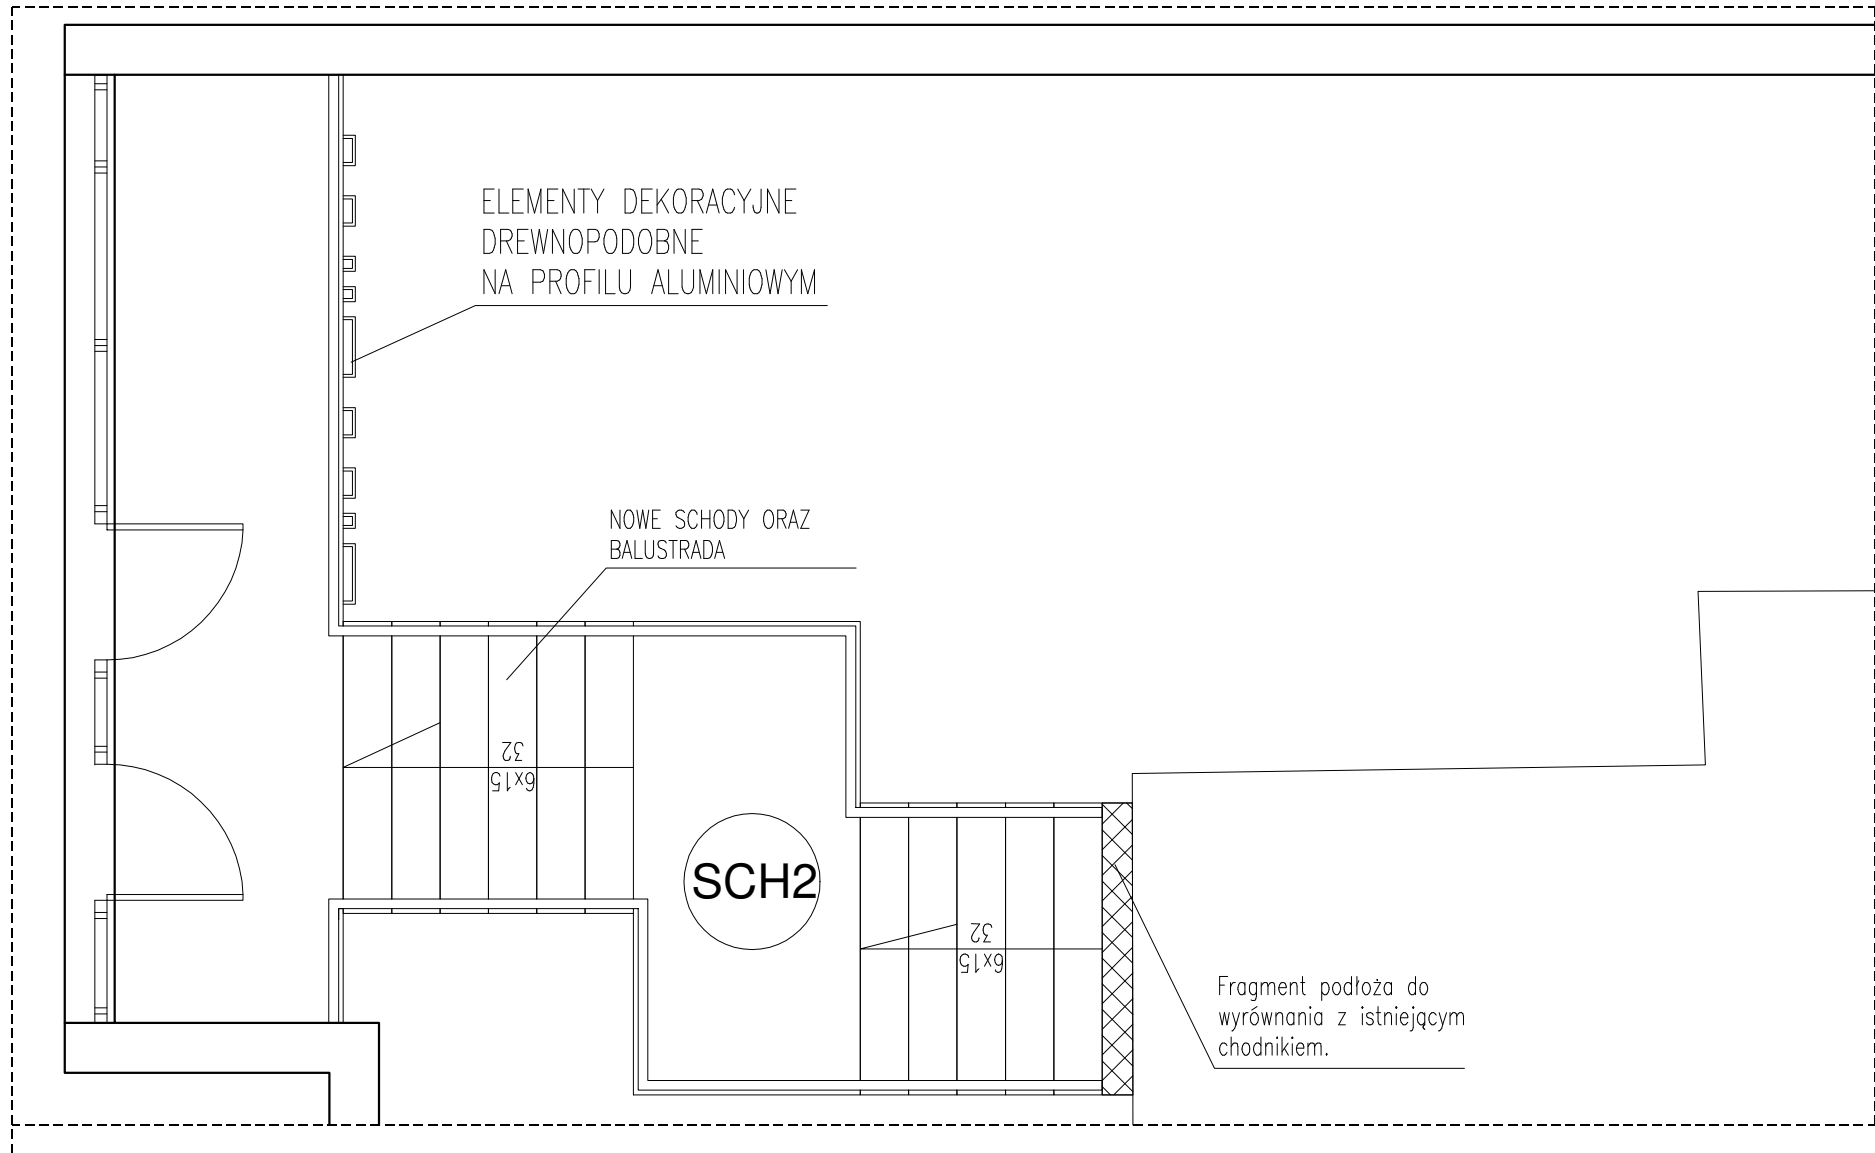 ELEMENTY DEKORACYJNE
DREWNOPODOBNE
NA PROFILU ALUMINIOWYM
NOWE SCHODY ORAZ
BALUSTRADA
6x15
32
SCH2
6x15
32
Fragment podłoża do
wyrównania z istniejącym
chodnikiem.